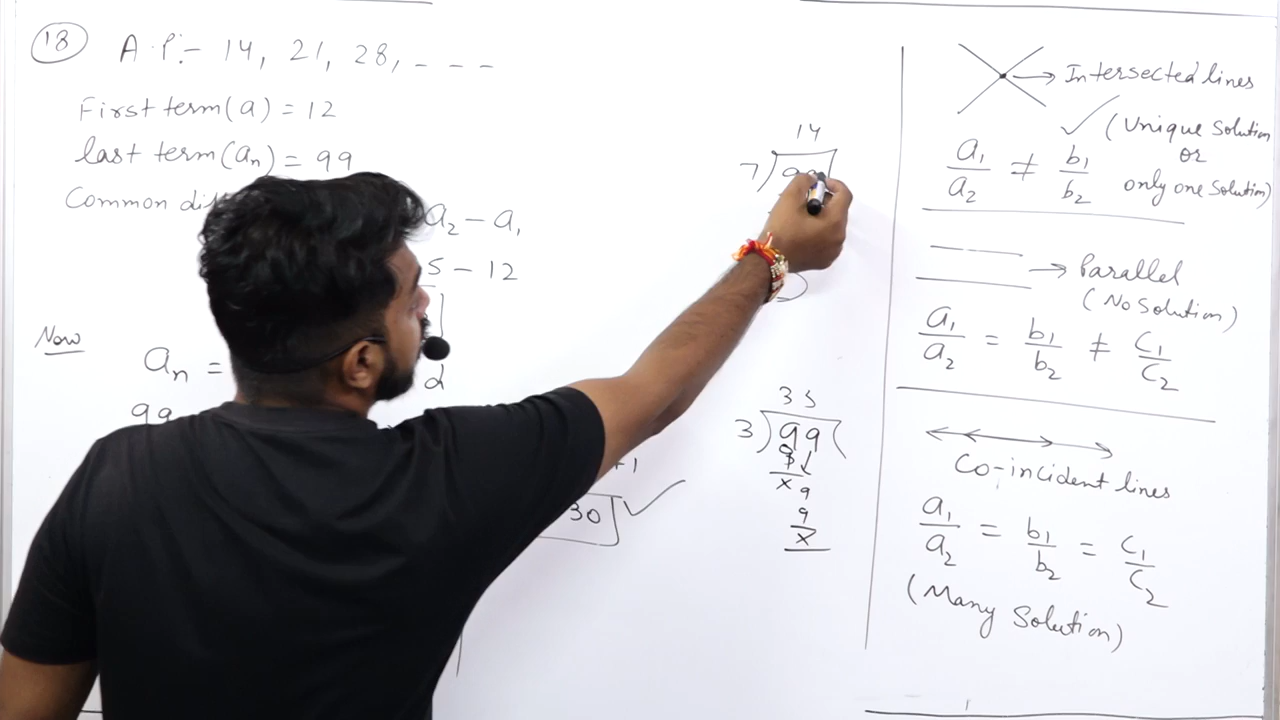 18 A.P.:- 14, 21, 28, - - -
First term (a) = 12
last term (aₙ) = 99
Common
a₂ - a₁
5 - 12
Now
aₙ =
99
d
+1
30
14
7) 99
35
3)99(
9
x 9
9
x
Intersected lines
(Unique Solution
or
only one Solution)
a₁/a₂ ≠ b₁/b₂
Parallel
(No Solution)
a₁/a₂ = b₁/b₂ ≠ c₁/c₂
Co-incident lines
a₁/a₂ = b₁/b₂ = c₁/c₂
(Many Solution)